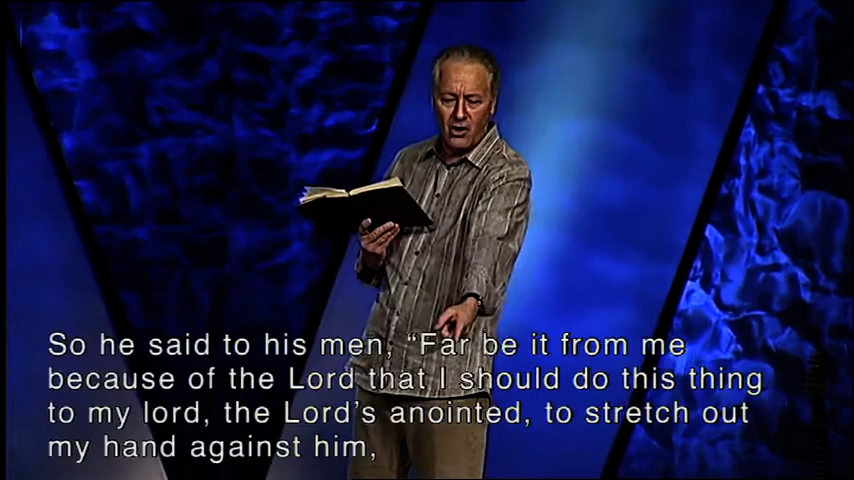 So he said to his men, “Far be it from me
because of the Lord that I should do this thing
to my lord, the Lord's anointed, to stretch out
my hand against him,